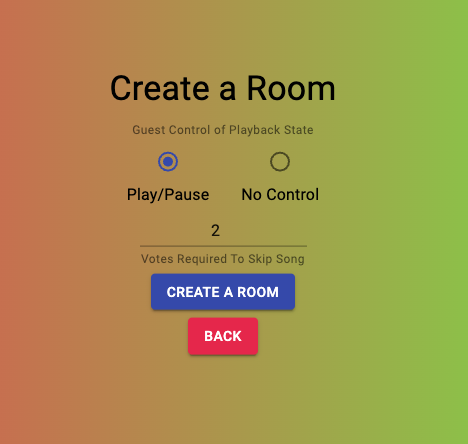 Create a Room
Guest Control of Playback State
Play/Pause No Control
2
Votes Required To Skip Song
CREATE A ROOM
BACK